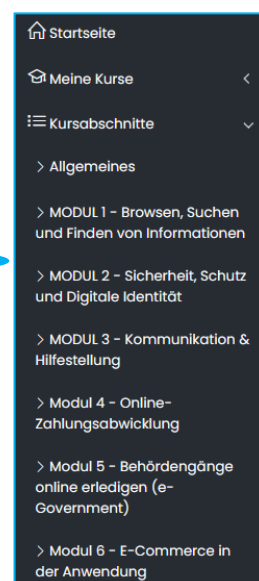 Startseite
Meine Kurse
Kursabschnitte
Allgemeines
MODUL 1 - Browsen, Suchen
und Finden von Informationen
MODUL 2 - Sicherheit, Schutz
und Digitale Identität
MODUL 3 - Kommunikation &
Hilfestellung
Modul 4 - Online-
Zahlungsabwicklung
Modul 5 - Behördengänge
online erledigen (e-
Government)
Modul 6 - E-Commerce in
der Anwendung